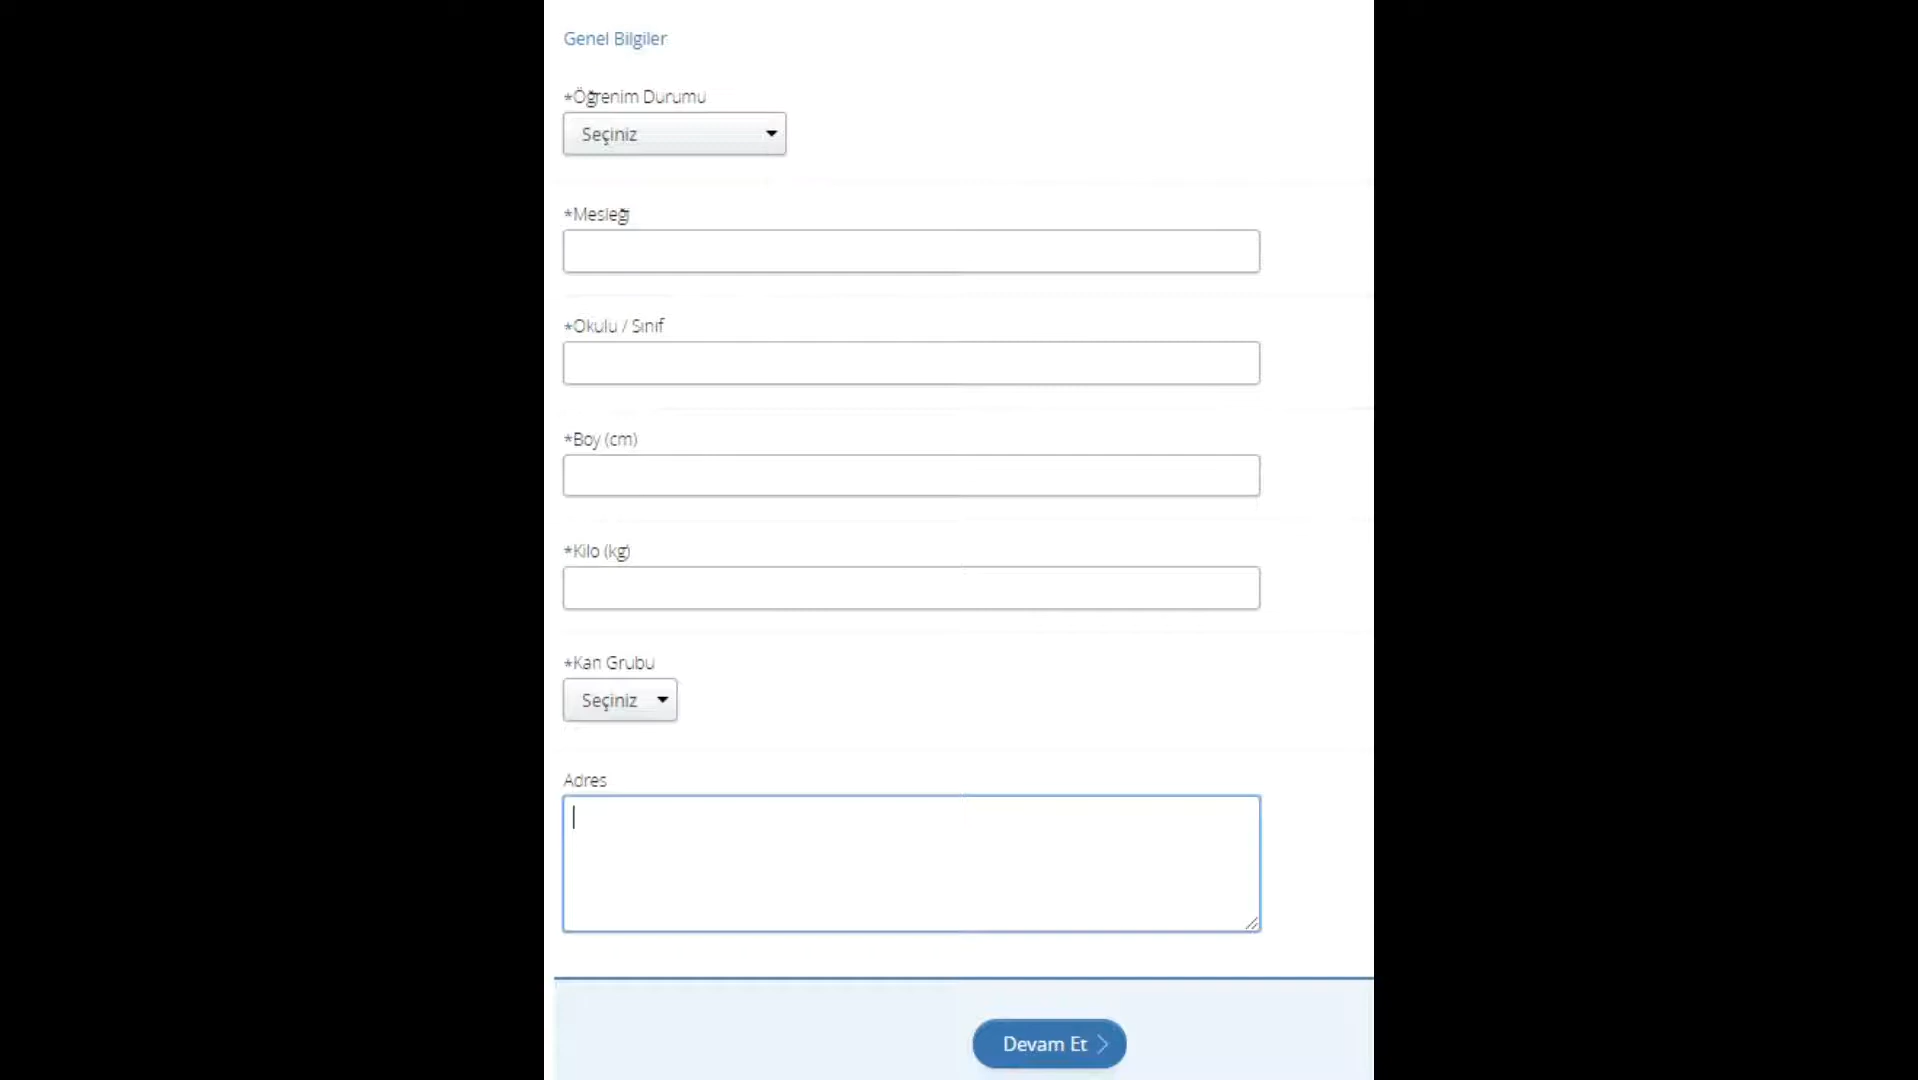 Genel Bilgiler
*Öğrenim Durumu
Seçiniz
*Mesleği
*Okulu / Sınıf
*Boy (cm)
*Kilo (kg)
*Kan Grubu
Seçiniz
Adres
Devam Et